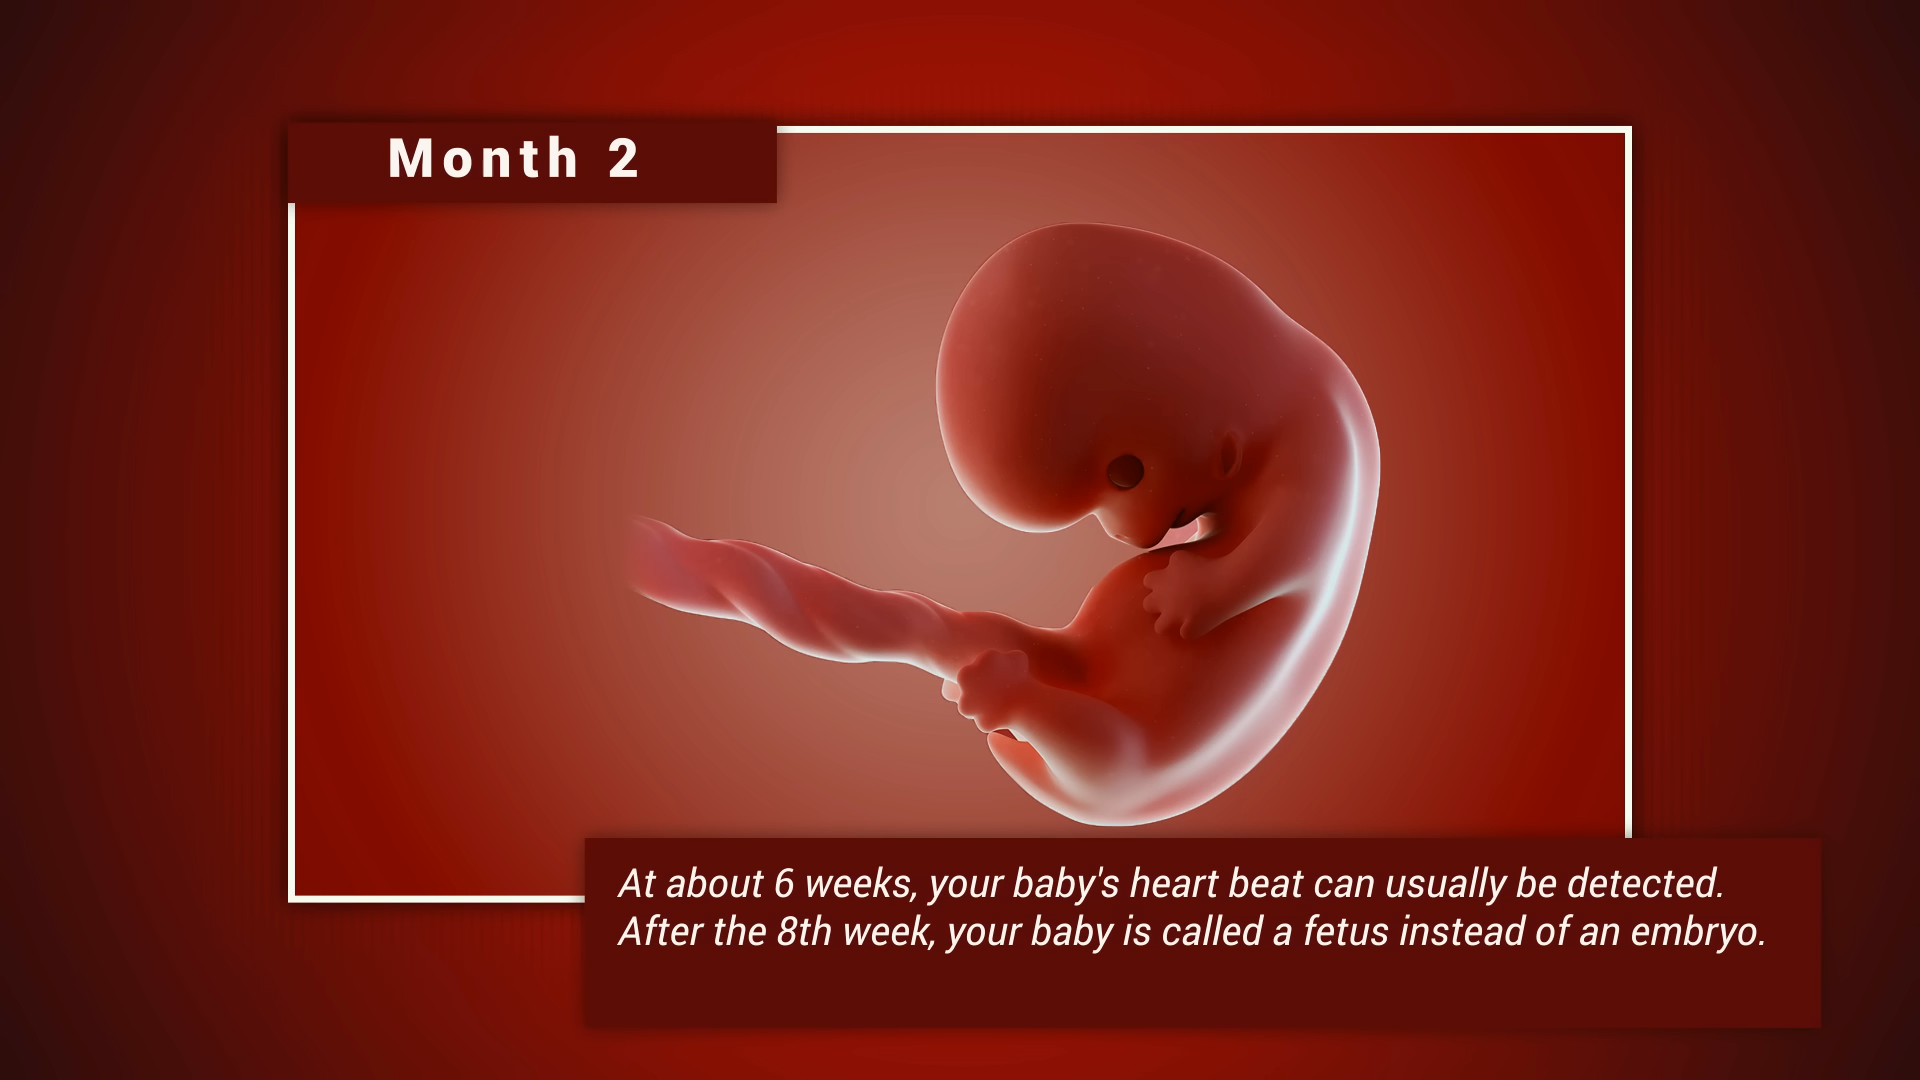 Month 2
At about 6 weeks, your baby's heart beat can usually be detected.
After the 8th week, your baby is called a fetus instead of an embryo.